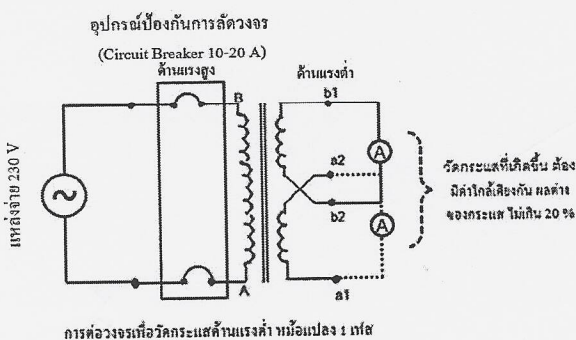 อุปกรณ์ป้องกันการลัดวงจร
(Circuit Breaker 10-20 A)
ด้านแรงสูง
ด้านแรงต่ำ
B
b1
A
a2
b2
A
a1
A
แหล่งจ่าย 230 V
วัดกระแสที่เกิดขึ้น ต้อง
มีค่าใกล้เคียงกัน ผลต่าง
ของกระแส ไม่เกิน 20 %
การต่อวงจรเพื่อวัดกระแสด้านแรงต่ำ หม้อแปลง 1 เฟส